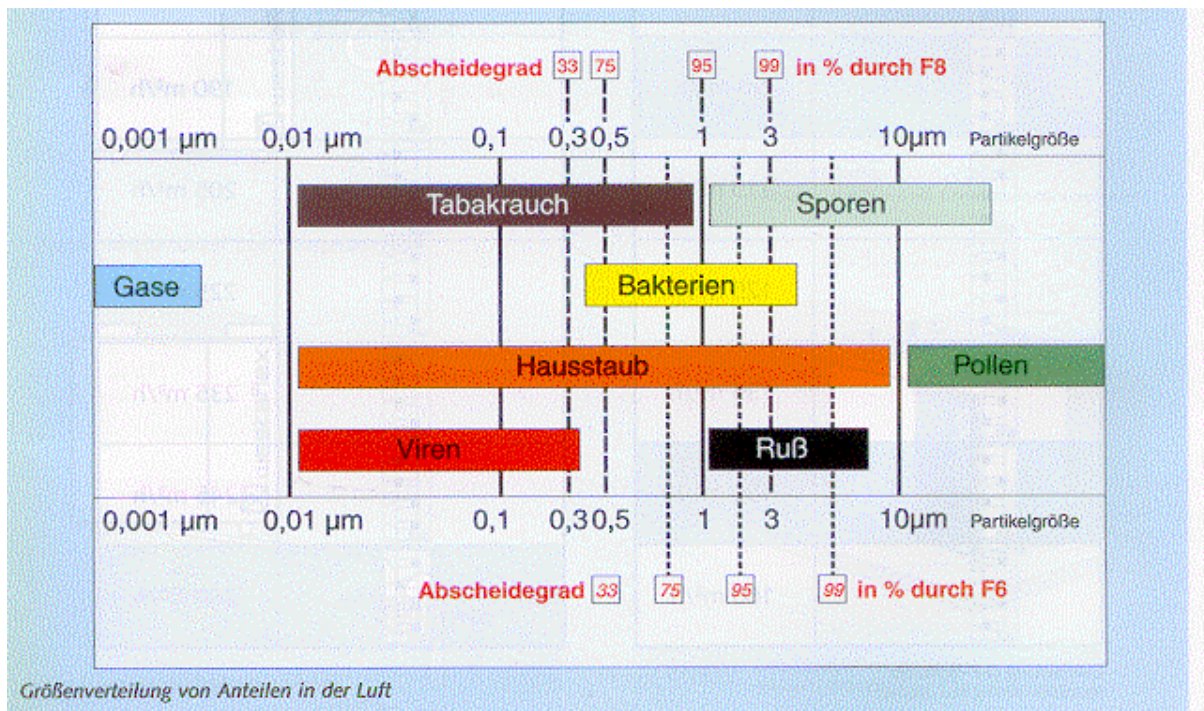 Abscheidegrad 33 75 95 99 in % durch F8
0,001 µm 0,01 µm 0,1 0,3 0,5 1 3 10µm Partikelgröße
Tabakrauch Sporen
Gase Bakterien
Hausstaub Pollen
Viren Ruß
0,001 µm 0,01 µm 0,1 0,3 0,5 1 3 10µm Partikelgröße
Abscheidegrad 33 75 95 99 in % durch F6
Größenverteilung von Anteilen in der Luft